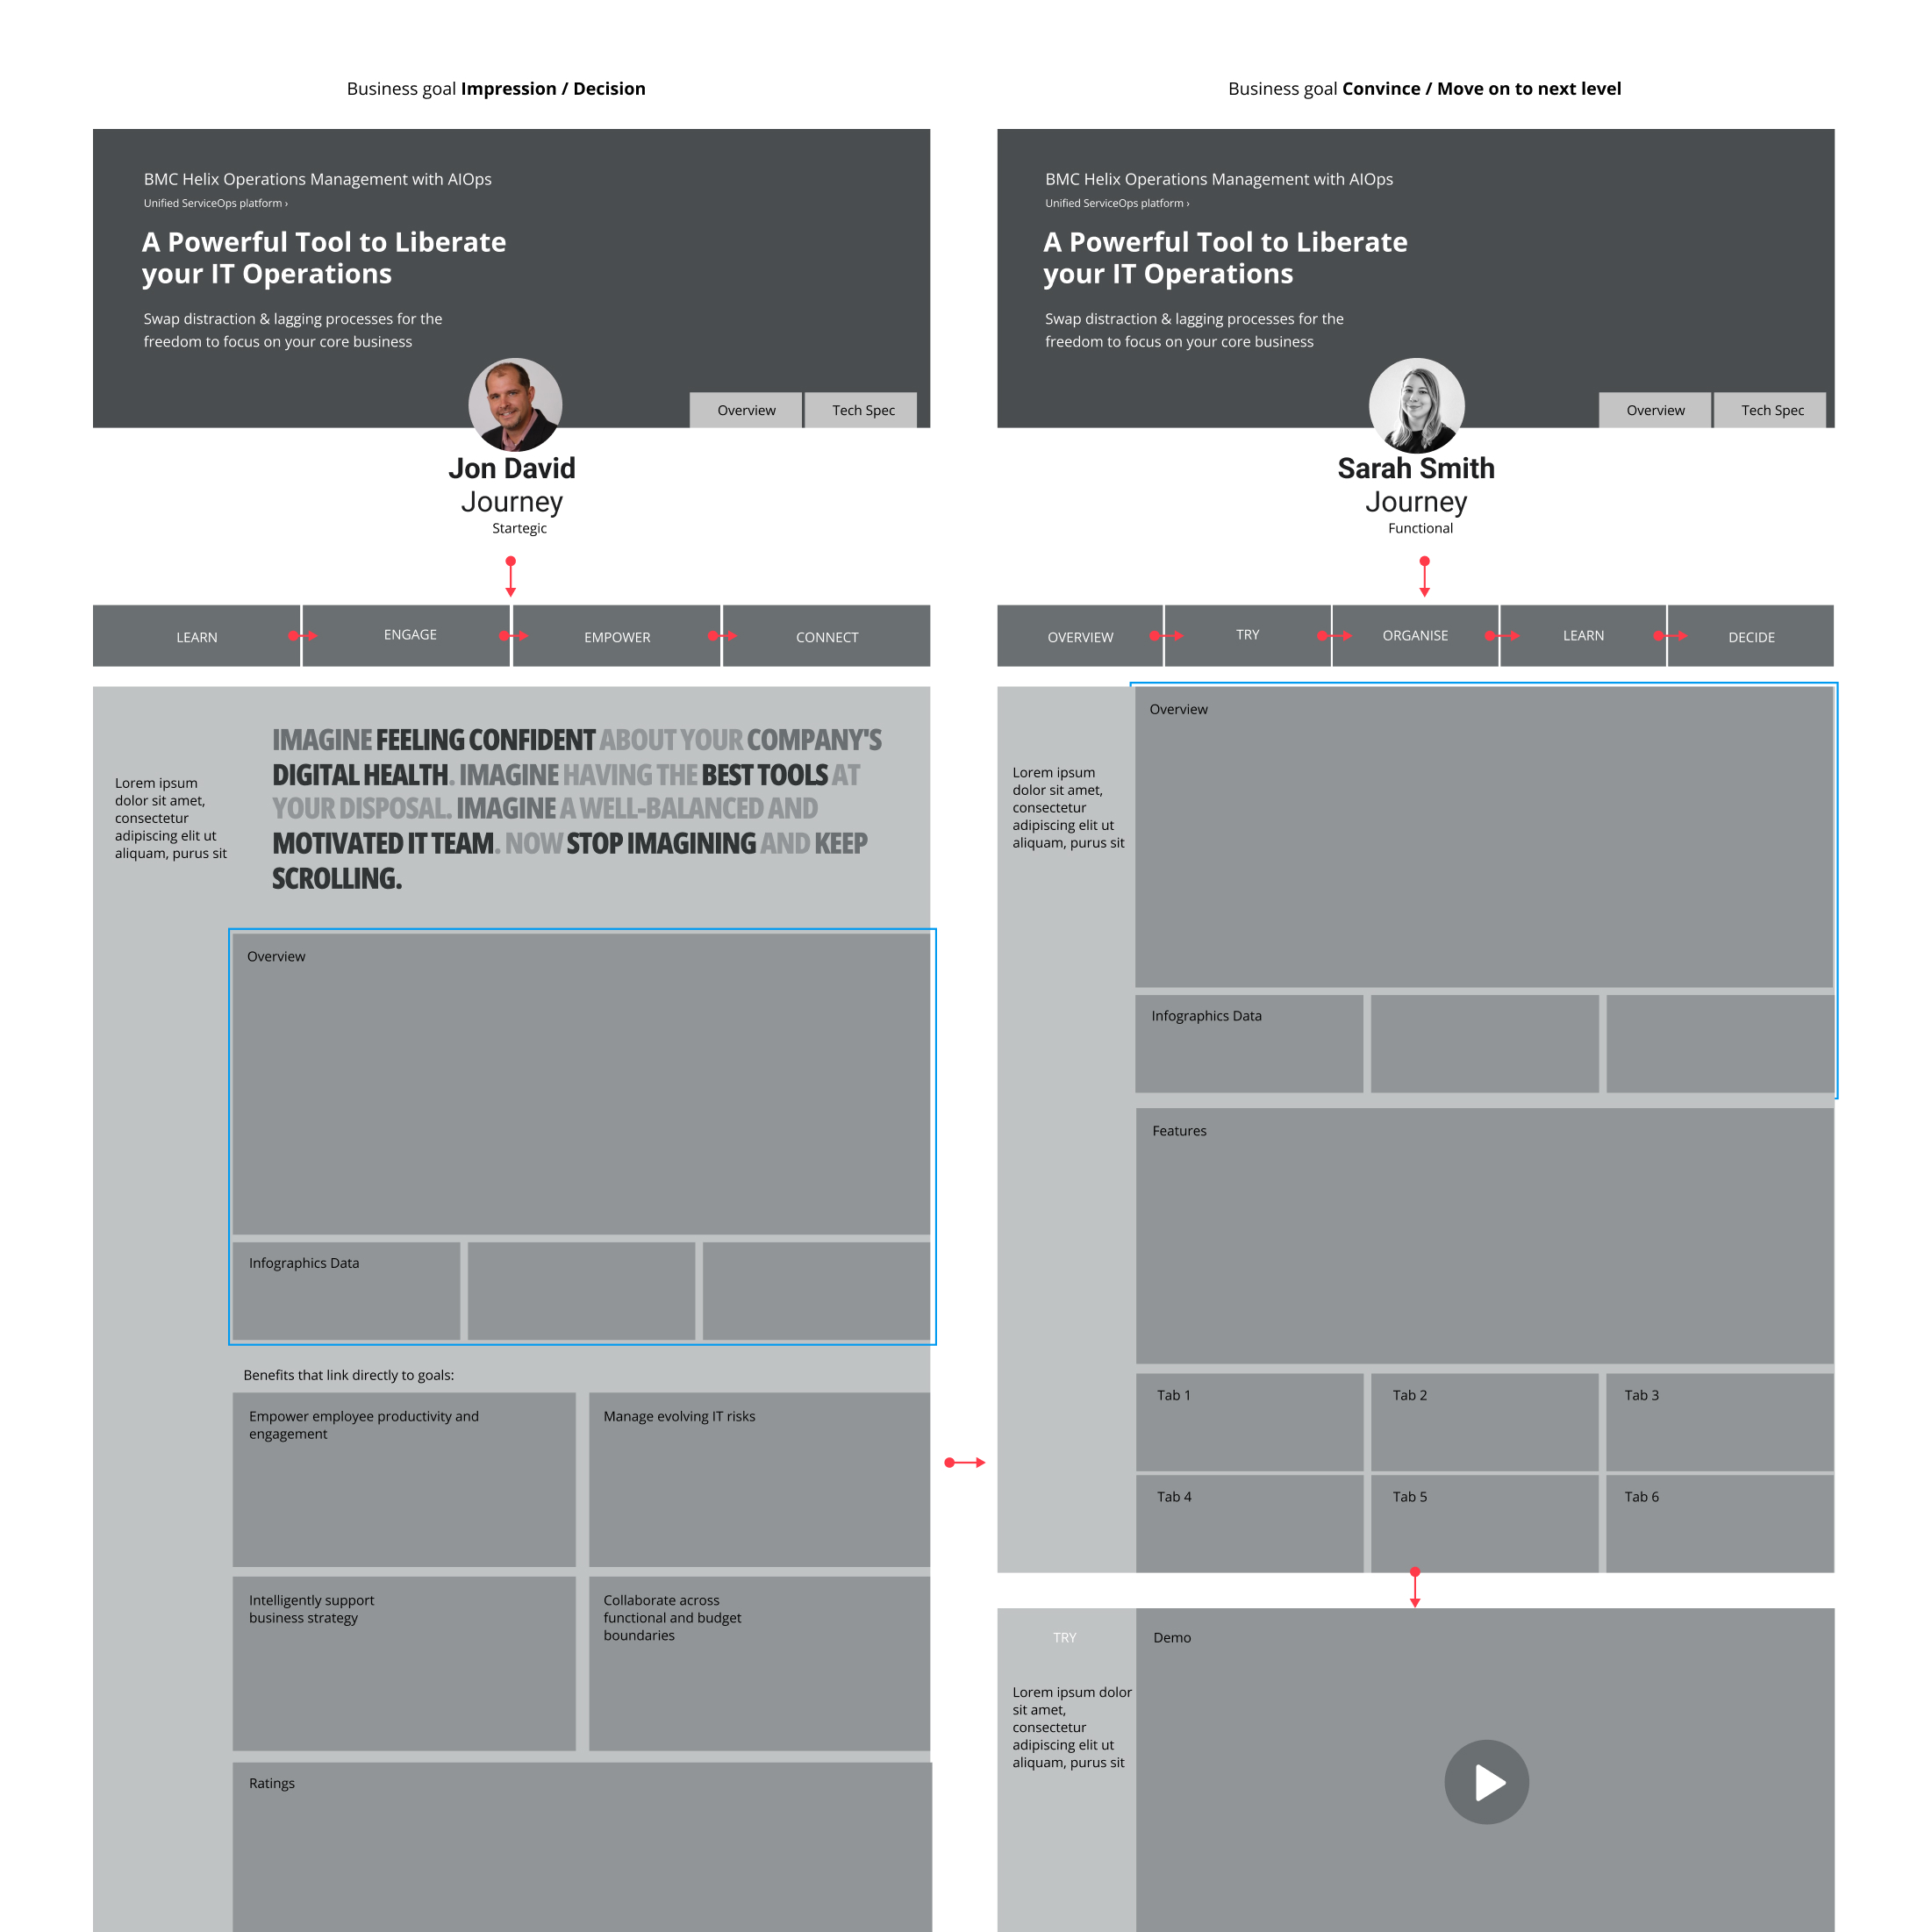 Business goal Impression / Decision
BMC Helix Operations Management with AIOps
Unified ServiceOps platform ›
A Powerful Tool to Liberate
your IT Operations
Swap distraction & lagging processes for the
freedom to focus on your core business
Overview
Tech Spec
Jon David
Journey
Startegic
LEARN
ENGAGE
EMPOWER
CONNECT
Lorem ipsum
dolor sit amet,
consectetur
adipiscing elit ut
aliquam, purus sit
IMAGINE FEELING CONFIDENT ABOUT YOUR COMPANY'S
DIGITAL HEALTH. IMAGINE HAVING THE BEST TOOLS AT
YOUR DISPOSAL. IMAGINE A WELL-BALANCED AND
MOTIVATED IT TEAM. NOW STOP IMAGINING AND KEEP
SCROLLING.
Overview
Infographics Data
Benefits that link directly to goals:
Empower employee productivity and
engagement
Manage evolving IT risks
Intelligently support
business strategy
Collaborate across
functional and budget
boundaries
Ratings
Business goal Convince / Move on to next level
BMC Helix Operations Management with AIOps
Unified ServiceOps platform ›
A Powerful Tool to Liberate
your IT Operations
Swap distraction & lagging processes for the
freedom to focus on your core business
Overview
Tech Spec
Sarah Smith
Journey
Functional
OVERVIEW
TRY
ORGANISE
LEARN
DECIDE
Lorem ipsum
dolor sit amet,
consectetur
adipiscing elit ut
aliquam, purus sit
Overview
Infographics Data
Features
Tab 1
Tab 2
Tab 3
Tab 4
Tab 5
Tab 6
TRY
Lorem ipsum dolor
sit amet,
consectetur
adipiscing elit ut
aliquam, purus sit
Demo